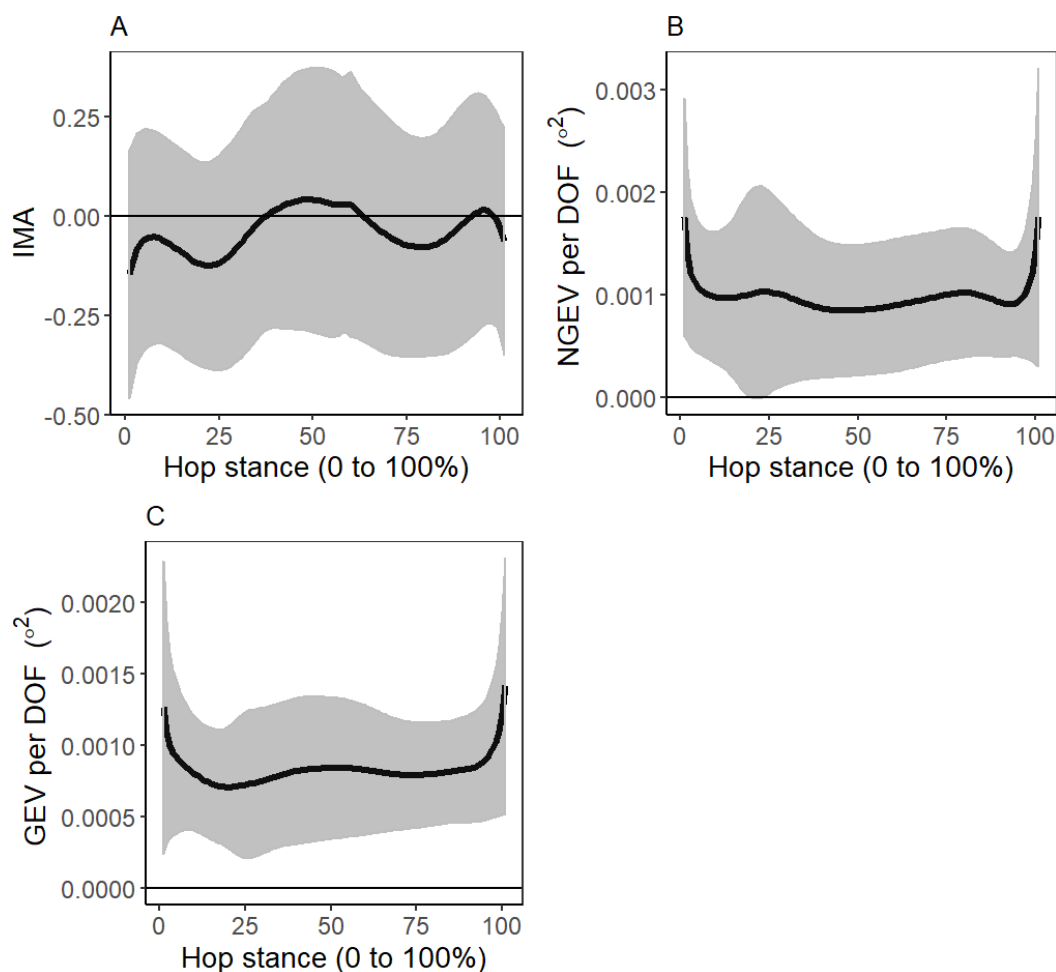 A
IMA
0.25
0.00
-0.25
-0.50
0 25 50 75 100
Hop stance (0 to 100%)
B
NGEV per DOF (°²)
0.003
0.002
0.001
0.000
0 25 50 75 100
Hop stance (0 to 100%)
C
GEV per DOF (°²)
0.0020
0.0015
0.0010
0.0005
0.0000
0 25 50 75 100
Hop stance (0 to 100%)